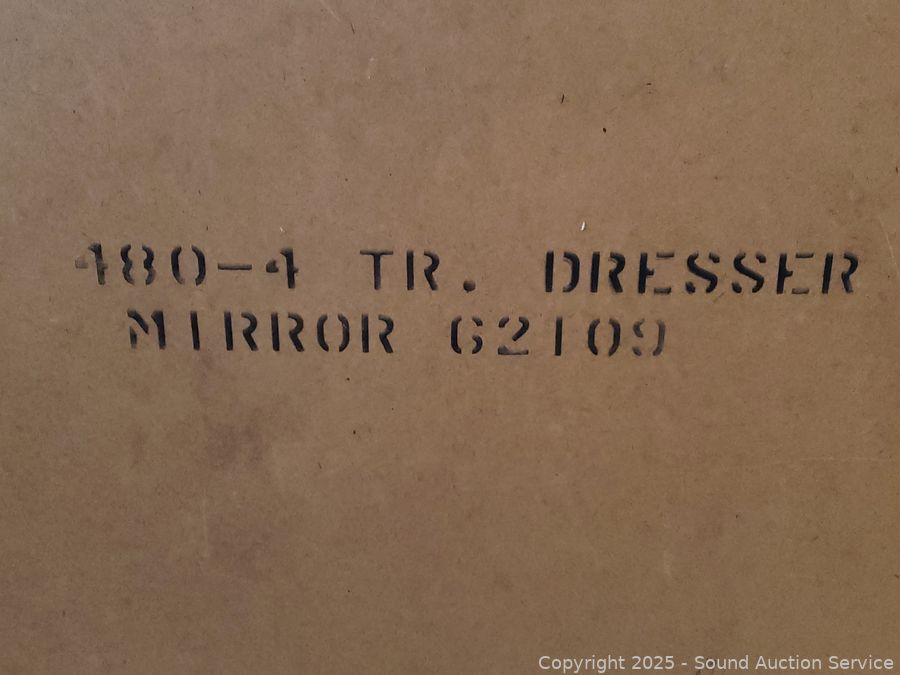 480-4 TR. DRESSER
MIRROR G2109
Copyright 2025 - Sound Auction Service